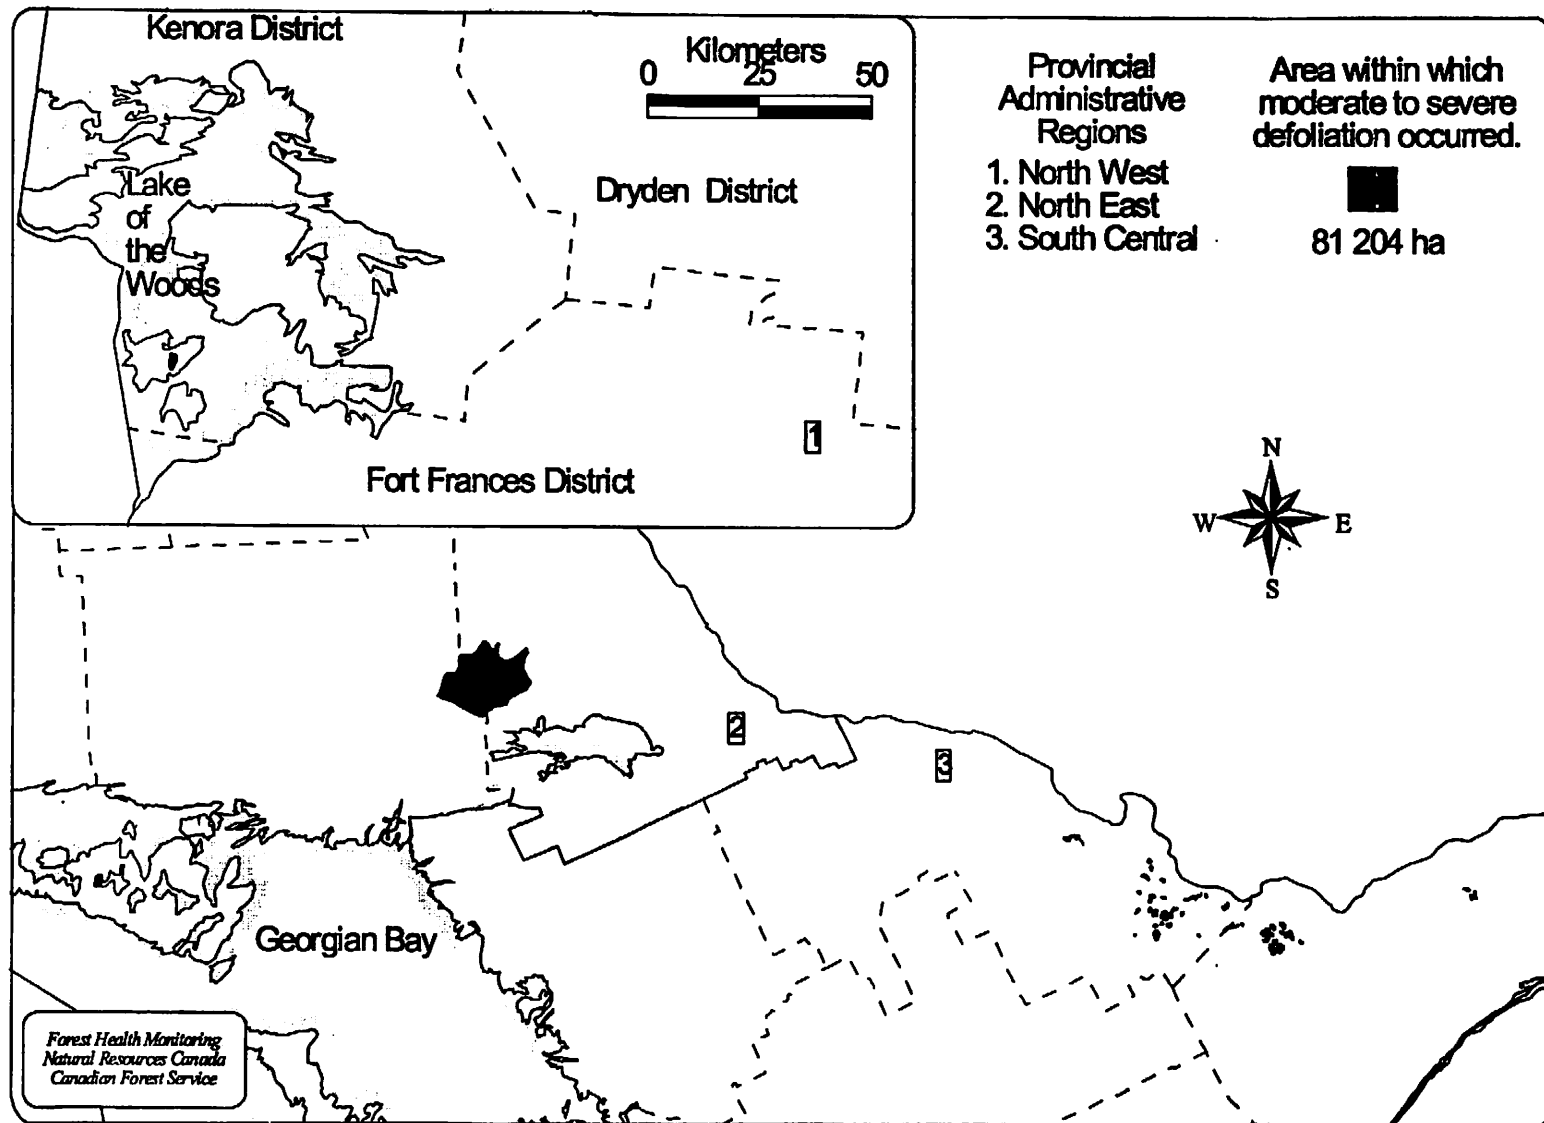 Kenora District
Kilometers
0 25 50
Dryden District
Lake
of
the
Woods
1
Fort Frances District
Provincial
Administrative
Regions
1. North West
2. North East
3. South Central
Area within which
moderate to severe
defoliation occurred.
81 204 ha
N
W E
S
2
3
Georgian Bay
Forest Health Monitoring
Natural Resources Canada
Canadian Forest Service